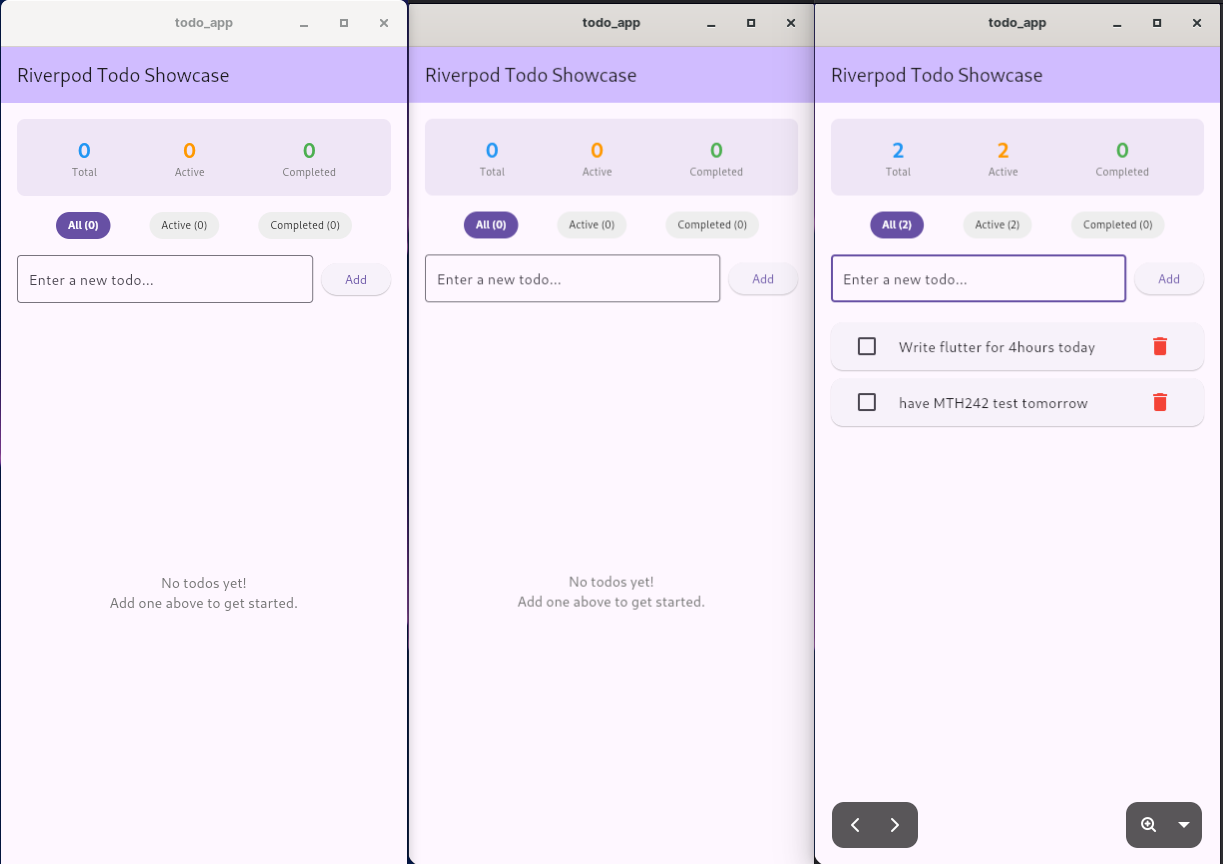 todo_app
Riverpod Todo Showcase
0 0 0
Total Active Completed
All (0) Active (0) Completed (0)
Enter a new todo... Add
No todos yet!
Add one above to get started.
todo_app
Riverpod Todo Showcase
0 0 0
Total Active Completed
All (0) Active (0) Completed (0)
Enter a new todo... Add
No todos yet!
Add one above to get started.
todo_app
Riverpod Todo Showcase
2 2 0
Total Active Completed
All (2) Active (2) Completed (0)
Enter a new todo... Add
Write flutter for 4hours today
have MTH242 test tomorrow